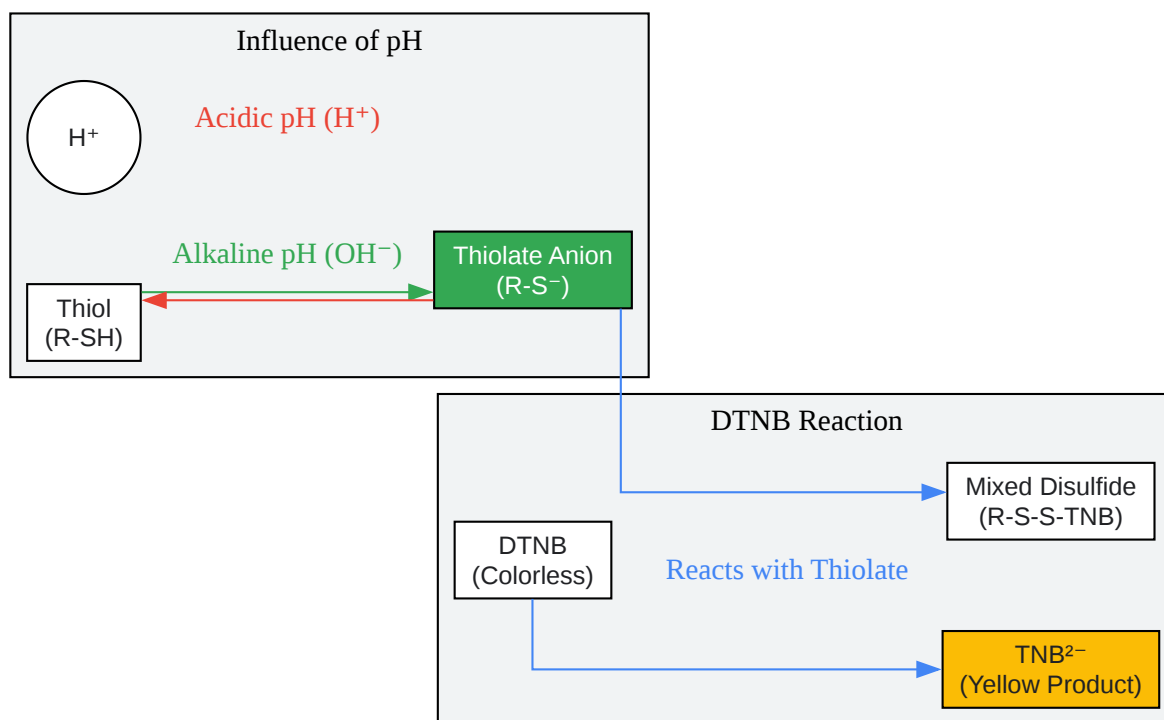 Influence of pH
H⁺
Acidic pH (H⁺)
Alkaline pH (OH⁻)
Thiolate Anion
(R-S⁻)
Thiol
(R-SH)
DTNB Reaction
Mixed Disulfide
(R-S-S-TNB)
DTNB
(Colorless)
Reacts with Thiolate
TNB²⁻
(Yellow Product)